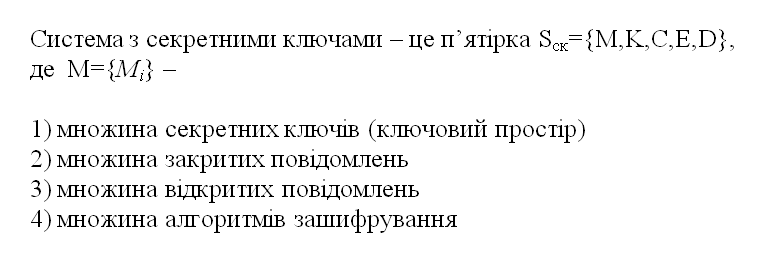 Система з секретними ключами – це п’ятірка Sск={M,K,C,E,D},
де M={Mi} –
1) множина секретних ключів (ключовий простір)
2) множина закритих повідомлень
3) множина відкритих повідомлень
4) множина алгоритмів зашифрування